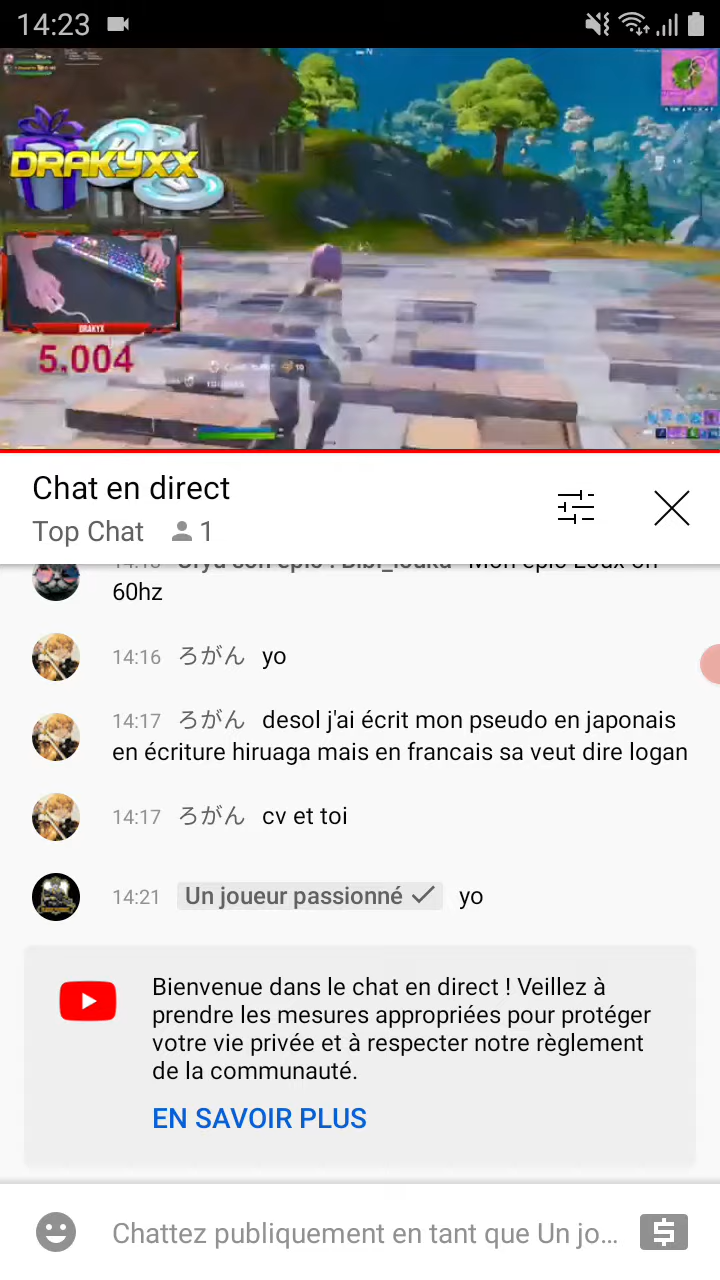 14:23
N
DRAKYXX
DRAKYX
5.004
10
Chat en direct
Top Chat 1
60hz
14:16 ろがん yo
14:17 ろがん desol j'ai écrit mon pseudo en japonais
en écriture hiruaga mais en francais sa veut dire logan
14:17 ろがん cv et toi
14:21 Un joueur passionné yo
Bienvenue dans le chat en direct ! Veillez à
prendre les mesures appropriées pour protéger
votre vie privée et à respecter notre règlement
de la communauté.
EN SAVOIR PLUS
Chattez publiquement en tant que Un jo...